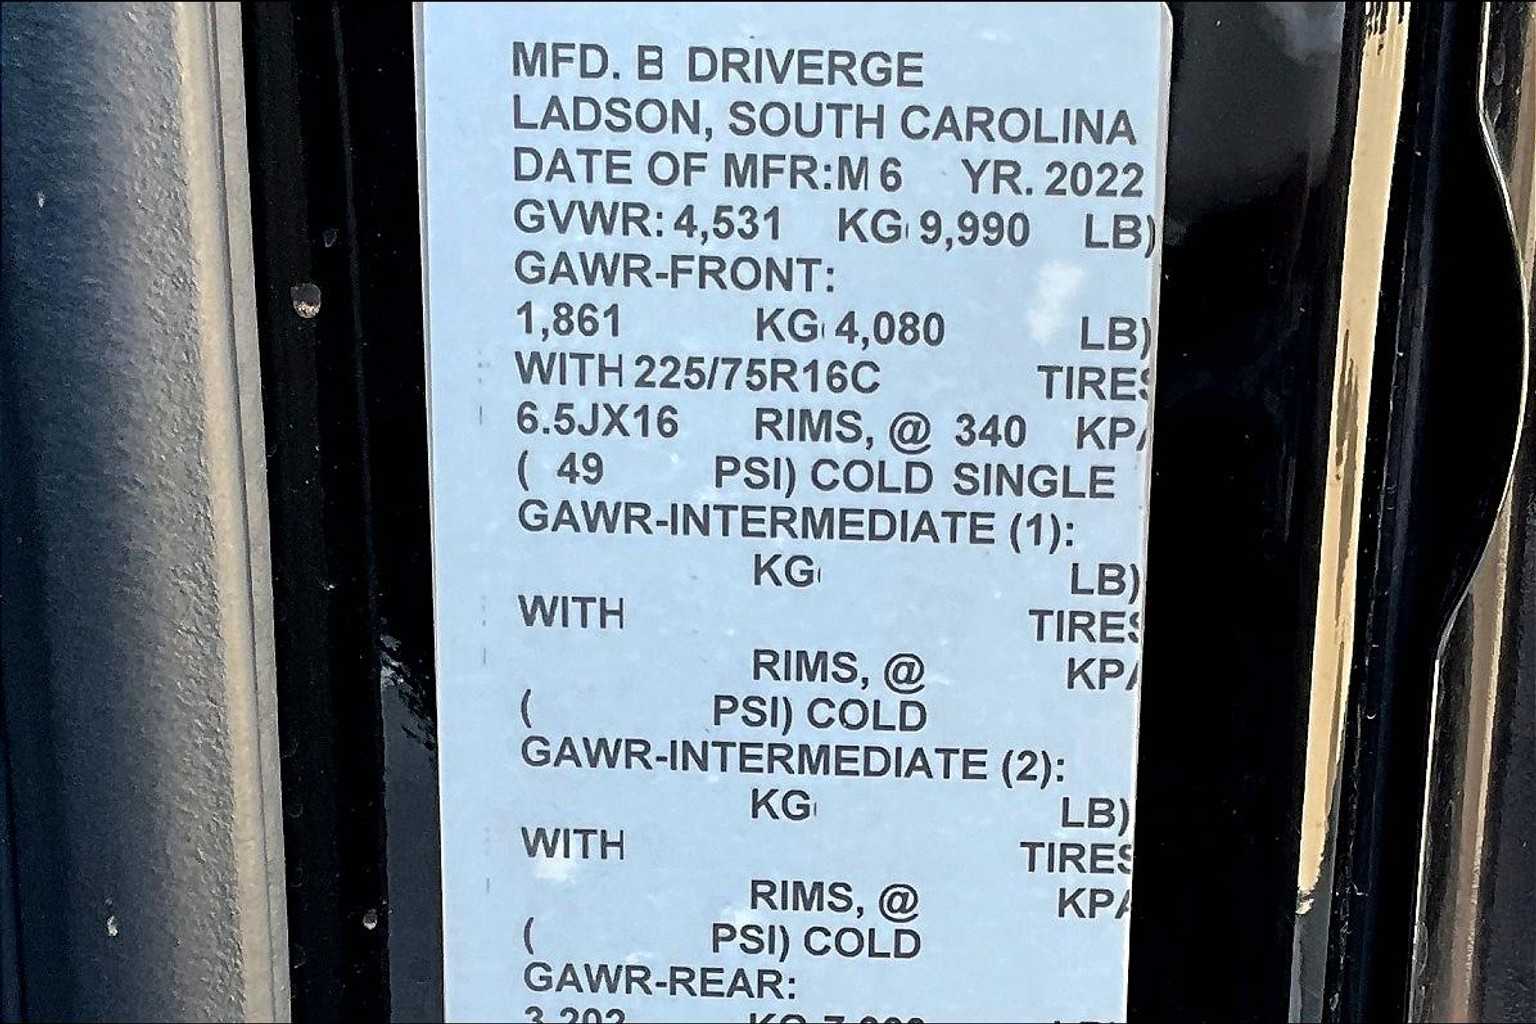 MFD. B DRIVERGE
LADSON, SOUTH CAROLINA
DATE OF MFR:M 6 YR. 2022
GVWR: 4,531 KG 9,990 LB)
GAWR-FRONT:
1,861 KG 4,080 LB)
WITH 225/75R16C TIRES
6.5JX16 RIMS, @ 340 KPA
( 49 PSI) COLD SINGLE
GAWR-INTERMEDIATE (1):
KG LB)
WITH TIRES
RIMS, @ KPA
( PSI) COLD
GAWR-INTERMEDIATE (2):
KG LB)
WITH TIRES
RIMS, @ KPA
( PSI) COLD
GAWR-REAR:
3,202 KG